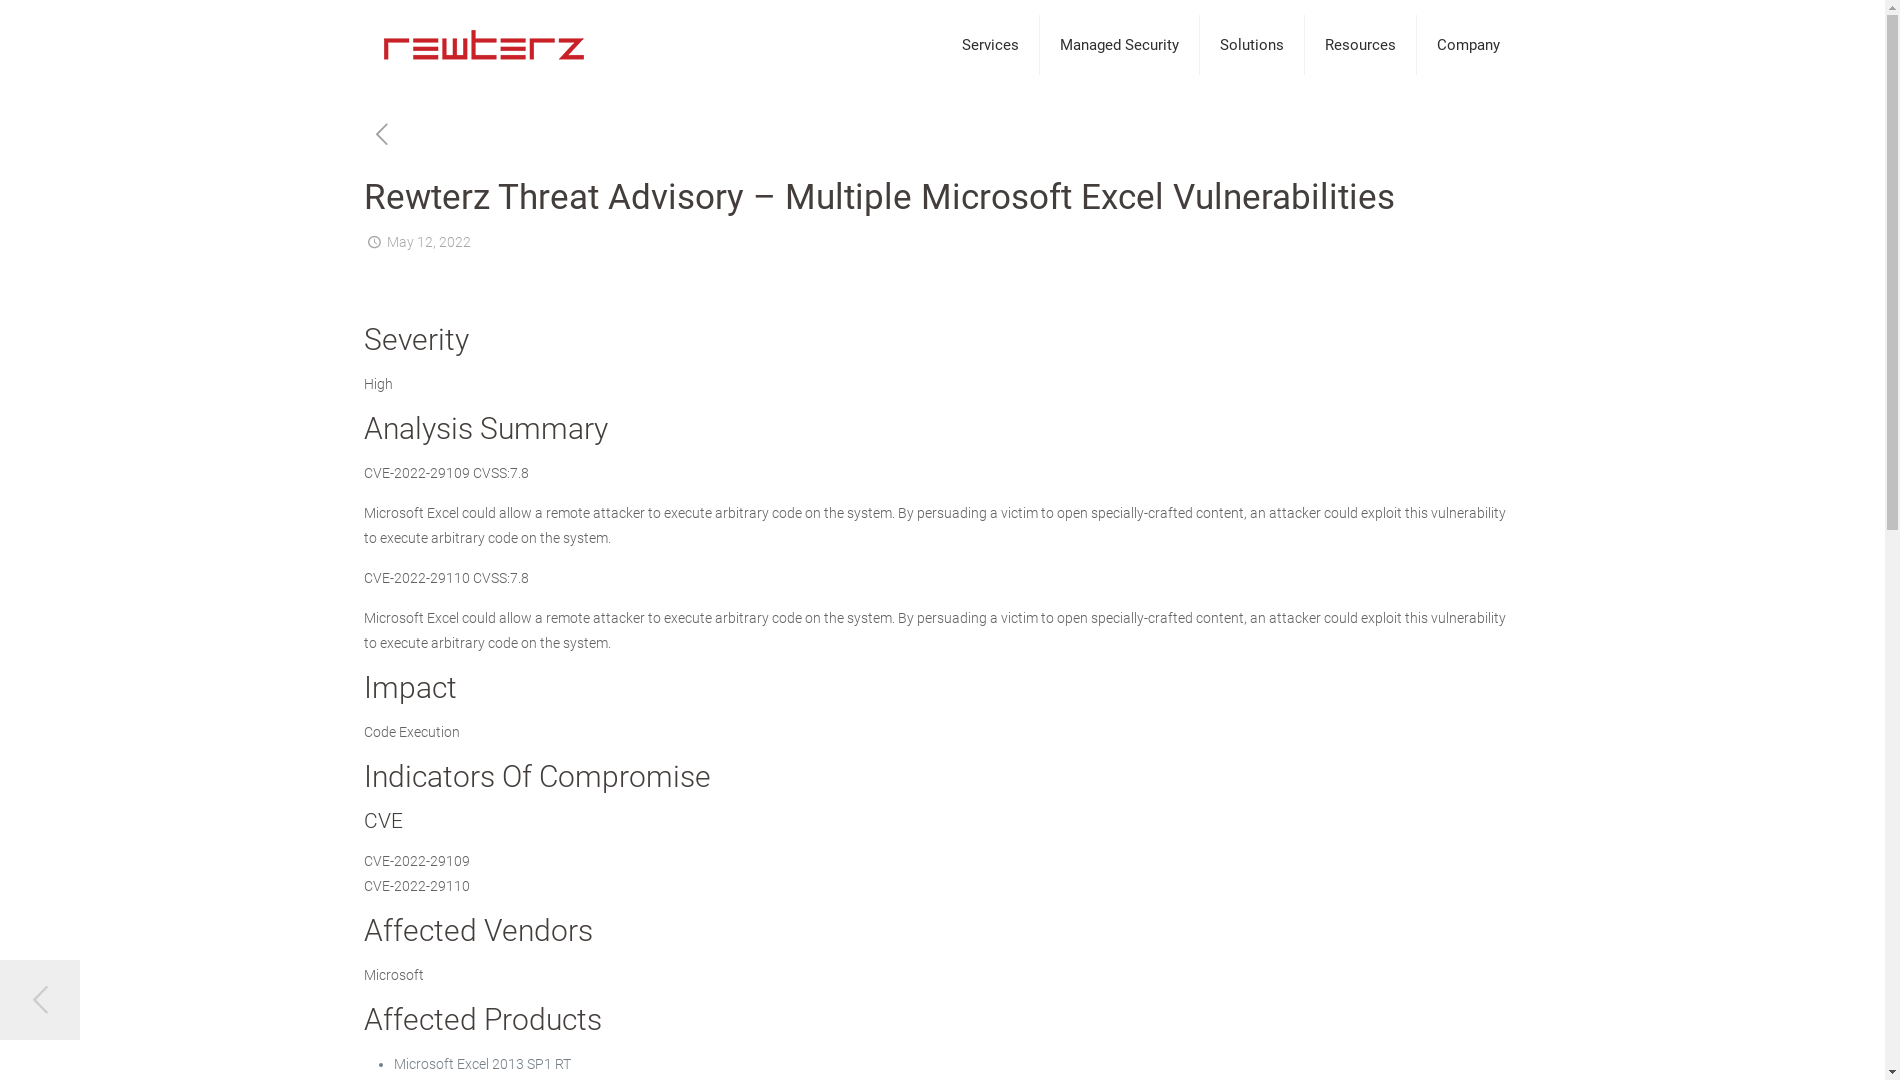 rewterz
Services
Managed Security
Solutions
Resources
Company
Rewterz Threat Advisory – Multiple Microsoft Excel Vulnerabilities
May 12, 2022
Severity
High
Analysis Summary
CVE-2022-29109 CVSS:7.8
Microsoft Excel could allow a remote attacker to execute arbitrary code on the system. By persuading a victim to open specially-crafted content, an attacker could exploit this vulnerability
to execute arbitrary code on the system.
CVE-2022-29110 CVSS:7.8
Microsoft Excel could allow a remote attacker to execute arbitrary code on the system. By persuading a victim to open specially-crafted content, an attacker could exploit this vulnerability
to execute arbitrary code on the system.
Impact
Code Execution
Indicators Of Compromise
CVE
CVE-2022-29109
CVE-2022-29110
Affected Vendors
Microsoft
Affected Products
• Microsoft Excel 2013 SP1 RT